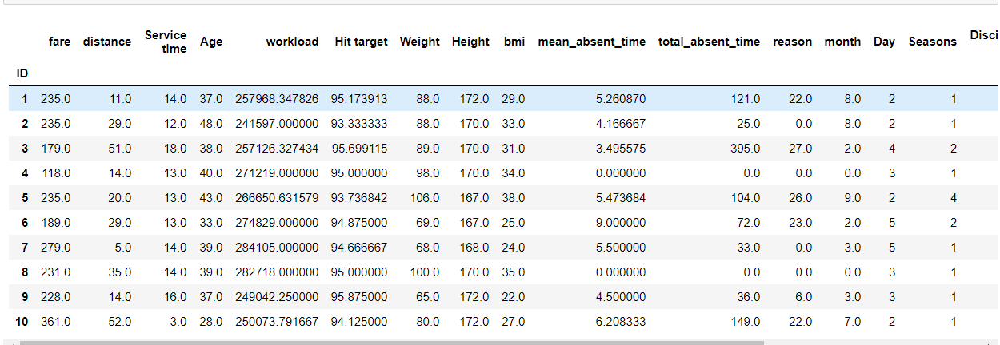 fare distance Service time Age workload Hit target Weight Height bmi mean_absent_time total_absent_time reason month Day Seasons Disci
ID
1 235.0 11.0 14.0 37.0 257968.347826 95.173913 88.0 172.0 29.0 5.260870 121.0 22.0 8.0 2 1
2 235.0 29.0 12.0 48.0 241597.000000 93.333333 88.0 170.0 33.0 4.166667 25.0 0.0 8.0 2 1
3 179.0 51.0 18.0 38.0 257126.327434 95.699115 89.0 170.0 31.0 3.495575 395.0 27.0 2.0 4 2
4 118.0 14.0 13.0 40.0 271219.000000 95.000000 98.0 170.0 34.0 0.000000 0.0 0.0 0.0 3 1
5 235.0 20.0 13.0 43.0 266650.631579 93.736842 106.0 167.0 38.0 5.473684 104.0 26.0 9.0 2 4
6 189.0 29.0 13.0 33.0 274829.000000 94.875000 69.0 167.0 25.0 9.000000 72.0 23.0 2.0 5 2
7 279.0 5.0 14.0 39.0 284105.000000 94.666667 68.0 168.0 24.0 5.500000 33.0 0.0 3.0 5 1
8 231.0 35.0 14.0 39.0 282718.000000 95.000000 100.0 170.0 35.0 0.000000 0.0 0.0 0.0 3 1
9 228.0 14.0 16.0 37.0 249042.250000 95.875000 65.0 172.0 22.0 4.500000 36.0 6.0 3.0 3 1
10 361.0 52.0 3.0 28.0 250073.791667 94.125000 80.0 172.0 27.0 6.208333 149.0 22.0 7.0 2 1